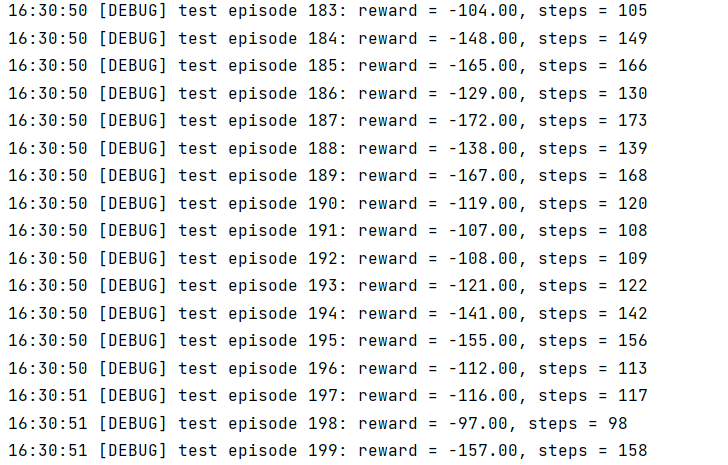 16:30:50 [DEBUG] test episode 183: reward = -104.00, steps = 105
16:30:50 [DEBUG] test episode 184: reward = -148.00, steps = 149
16:30:50 [DEBUG] test episode 185: reward = -165.00, steps = 166
16:30:50 [DEBUG] test episode 186: reward = -129.00, steps = 130
16:30:50 [DEBUG] test episode 187: reward = -172.00, steps = 173
16:30:50 [DEBUG] test episode 188: reward = -138.00, steps = 139
16:30:50 [DEBUG] test episode 189: reward = -167.00, steps = 168
16:30:50 [DEBUG] test episode 190: reward = -119.00, steps = 120
16:30:50 [DEBUG] test episode 191: reward = -107.00, steps = 108
16:30:50 [DEBUG] test episode 192: reward = -108.00, steps = 109
16:30:50 [DEBUG] test episode 193: reward = -121.00, steps = 122
16:30:50 [DEBUG] test episode 194: reward = -141.00, steps = 142
16:30:50 [DEBUG] test episode 195: reward = -155.00, steps = 156
16:30:50 [DEBUG] test episode 196: reward = -112.00, steps = 113
16:30:51 [DEBUG] test episode 197: reward = -116.00, steps = 117
16:30:51 [DEBUG] test episode 198: reward = -97.00, steps = 98
16:30:51 [DEBUG] test episode 199: reward = -157.00, steps = 158